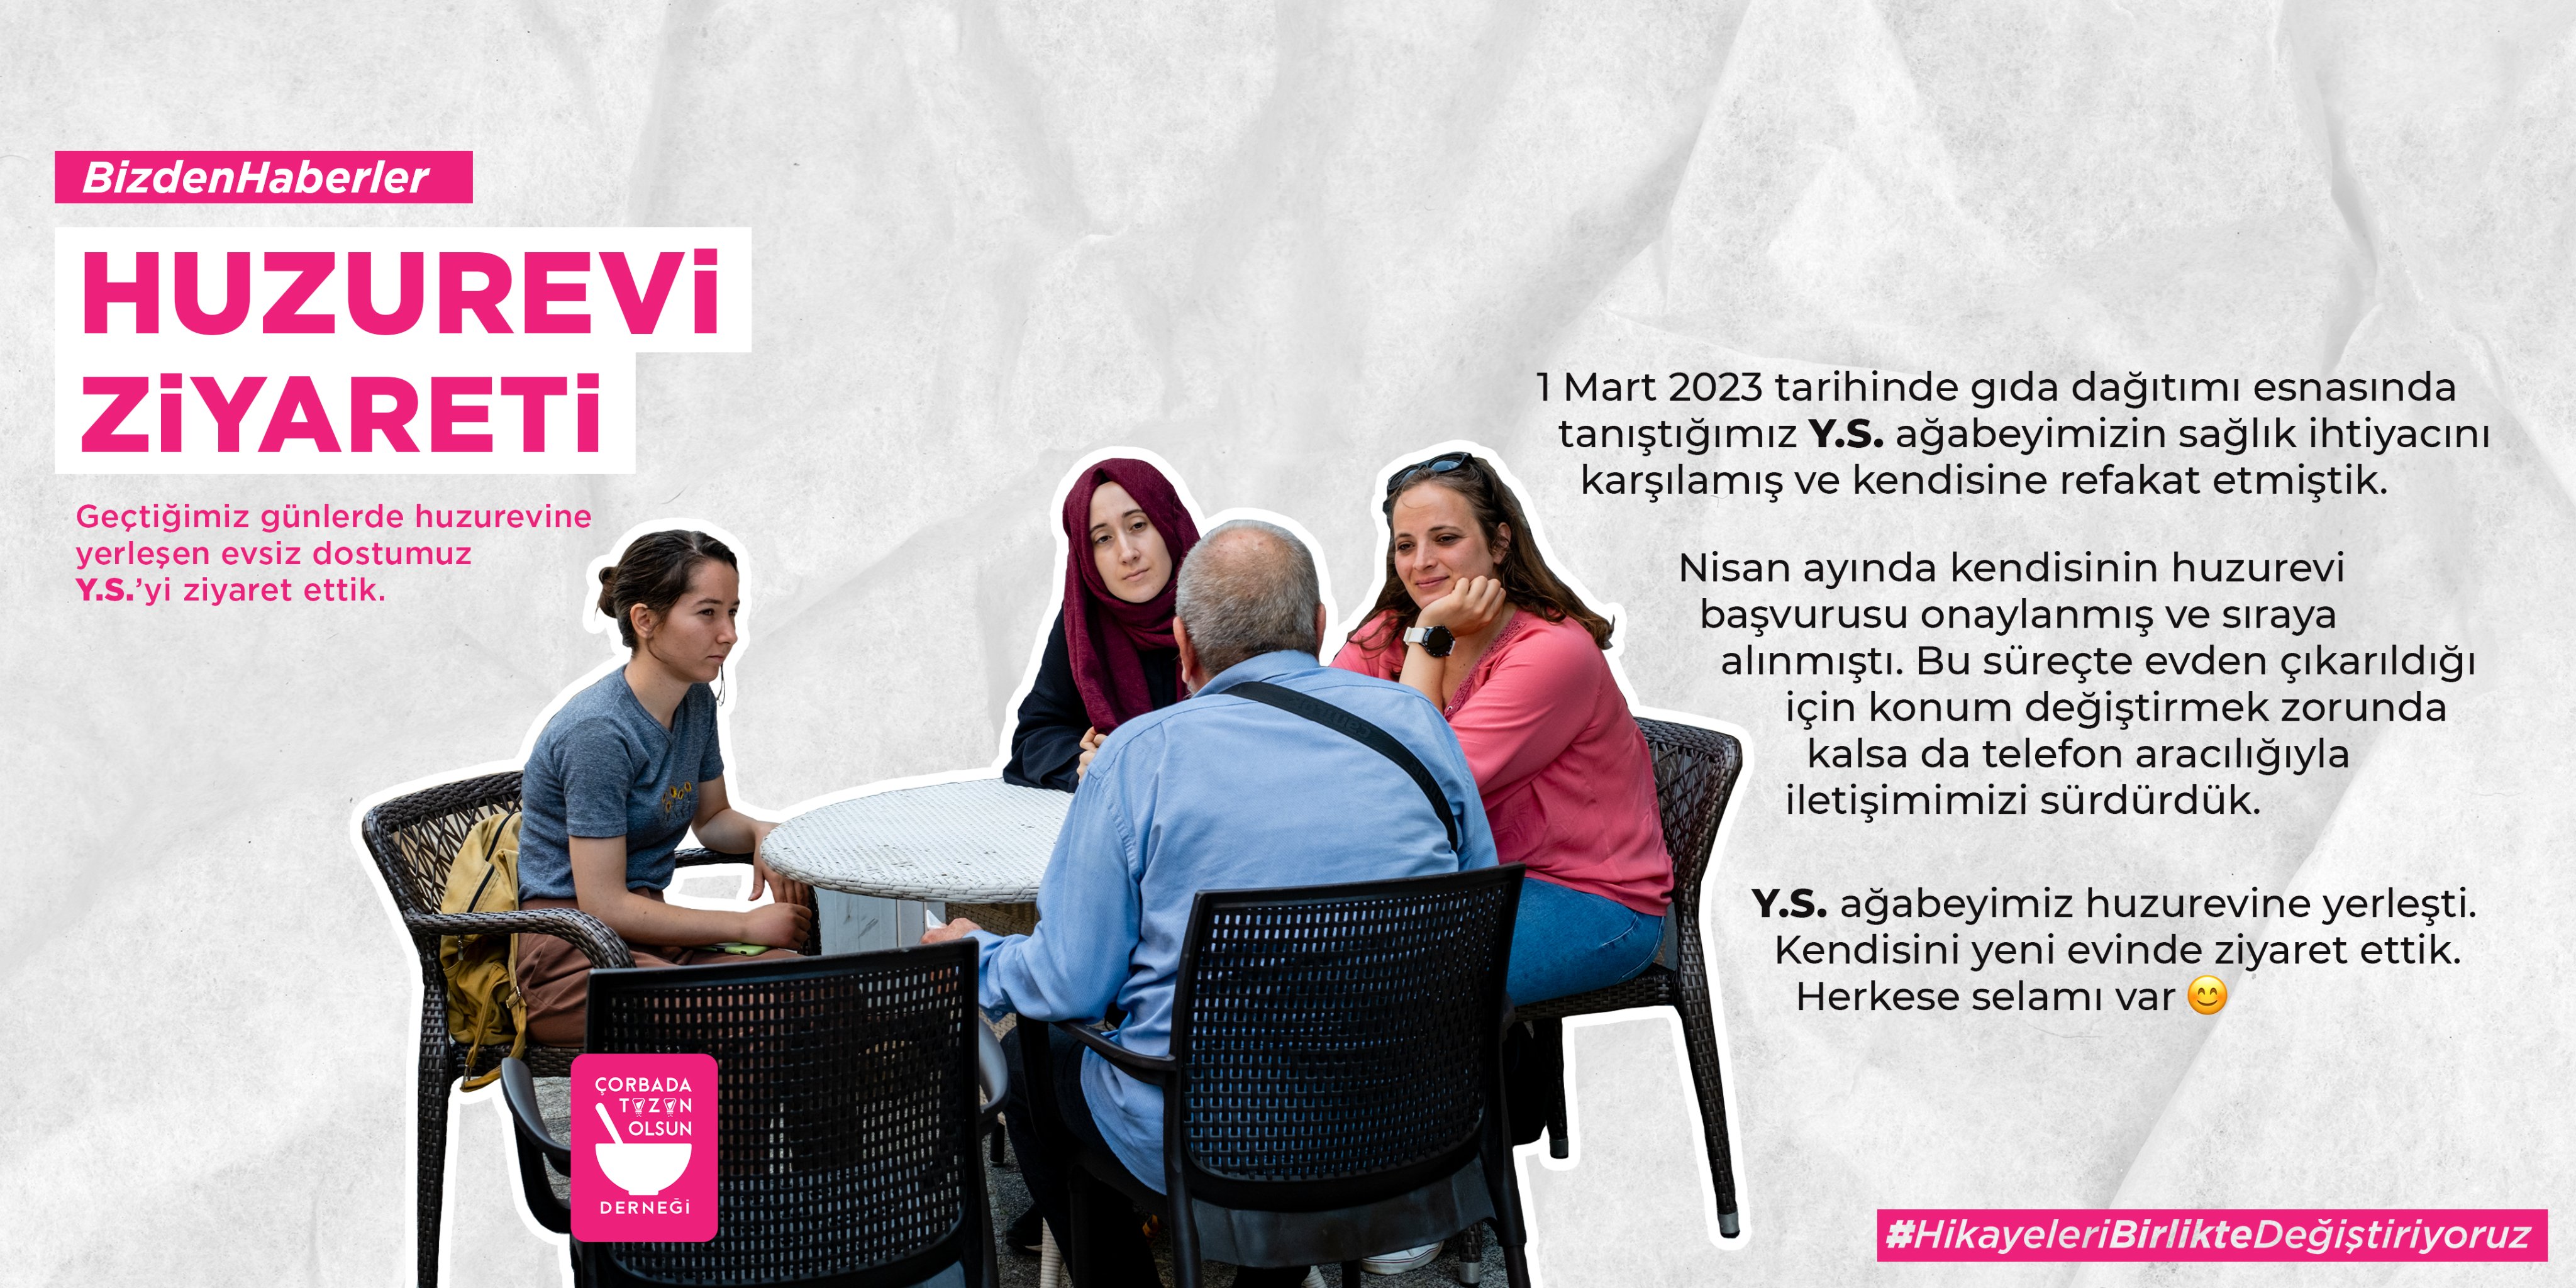 BizdenHaberler
HUZUREVİ
ZİYARETİ
Geçtiğimiz günlerde huzurevine
yerleşen evsiz dostumuz
Y.S.'yi ziyaret ettik.
1 Mart 2023 tarihinde gıda dağıtımı esnasında
tanıştığımız Y.S. ağabeyimizin sağlık ihtiyacını
karşılamış ve kendisine refakat etmiştik.
Nisan ayında kendisinin huzurevi
başvurusu onaylanmış ve sıraya
alınmıştı. Bu süreçte evden çıkarıldığı
için konum değiştirmek zorunda
kalsa da telefon aracılığıyla
iletişimimizi sürdürdük.
Y.S. ağabeyimiz huzurevine yerleşti.
Kendisini yeni evinde ziyaret ettik.
Herkese selamı var 😊
ÇORBADA
TUZUN
OLSUN
DERNEĞİ
#HikayeleriBirlikteDeğiştiriyoruz